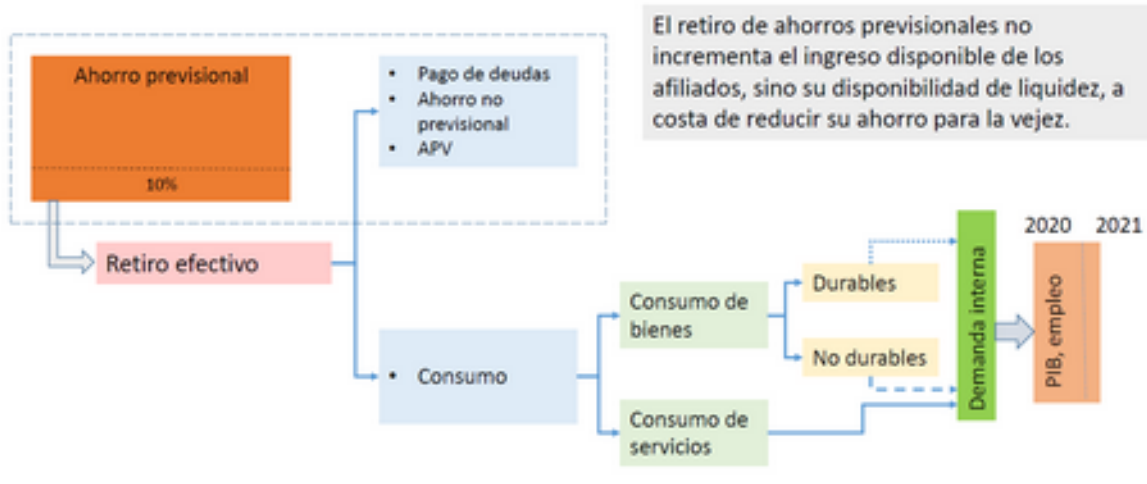 El retiro de ahorros previsionales no
incrementa el ingreso disponible de los
afiliados, sino su disponibilidad de liquidez, a
costa de reducir su ahorro para la vejez.
Ahorro previsional
10%
• Pago de deudas
• Ahorro no
previsional
• APV
Retiro efectivo
• Consumo
Consumo de
bienes
Consumo de
servicios
Durables
No durables
Demanda interna
2020 2021
PIB, empleo